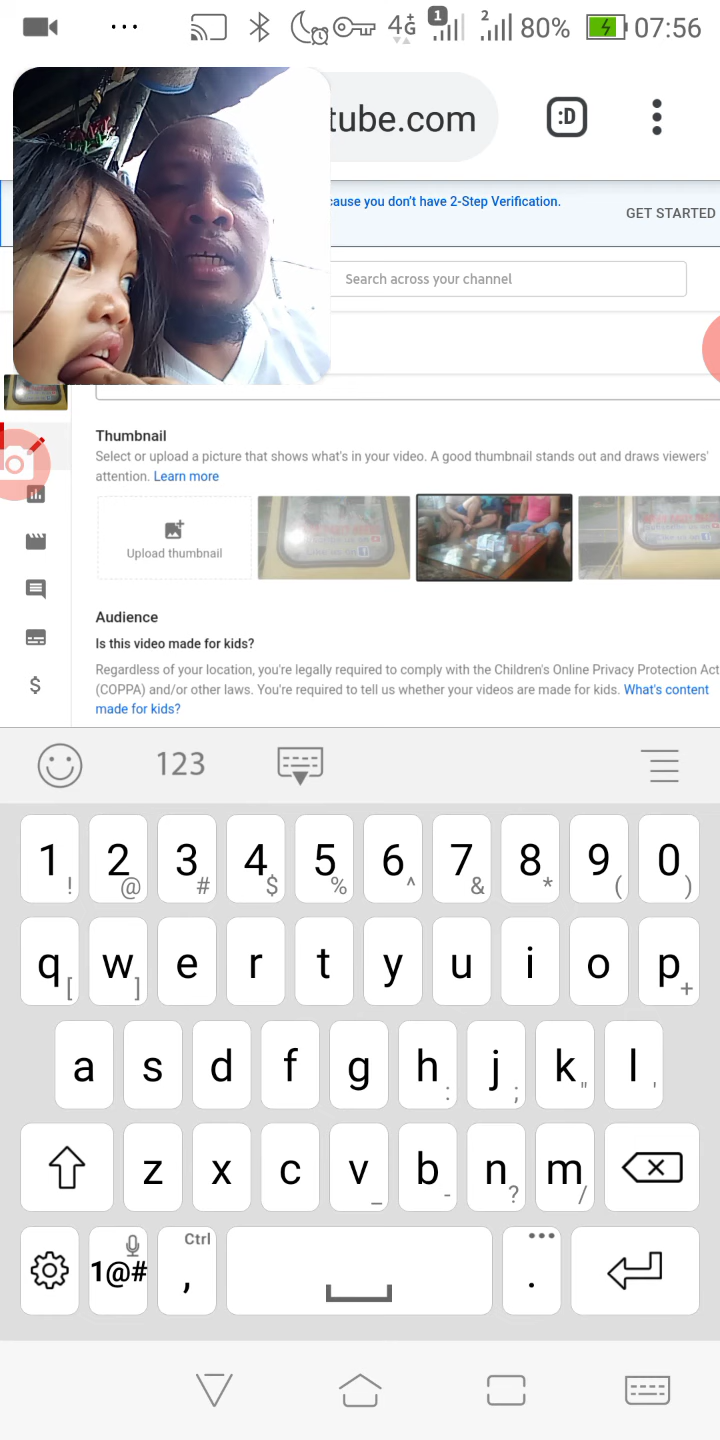 1 2 4G+ 80% 07:56
tube.com :D
cause you don't have 2-Step Verification.
GET STARTED
Search across your channel
Thumbnail
Select or upload a picture that shows what's in your video. A good thumbnail stands out and draws viewers'
attention. Learn more
Upload thumbnail
Audience
Is this video made for kids?
Regardless of your location, you're legally required to comply with the Children's Online Privacy Protection Act
(COPPA) and/or other laws. You're required to tell us whether your videos are made for kids. What's content
made for kids?
123
1 ! 2 @ 3 # 4 $ 5 % 6 ^ 7 & 8 * 9 ( 0 )
q [ w ] e r t y u i o p +
a s d f g h : j ; k " l '
z x c v _ b - n ? m /
1@# Ctrl , .